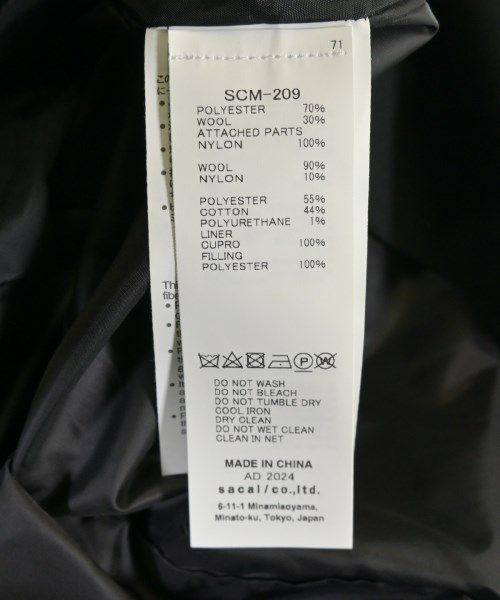 71
SCM-209
POLYESTER 70%
WOOL 30%
ATTACHED PARTS
NYLON 100%
WOOL 90%
NYLON 10%
POLYESTER 55%
COTTON 44%
POLYURETHANE 1%
LINER
CUPRO 100%
FILLING
POLYESTER 100%
DO NOT WASH
DO NOT BLEACH
DO NOT TUMBLE DRY
COOL IRON
DRY CLEAN
DO NOT WET CLEAN
CLEAN IN NET
MADE IN CHINA
AD 2024
sacai/co.,ltd.
6-11-1 Minamiaoyama,
Minato-ku, Tokyo, Japan